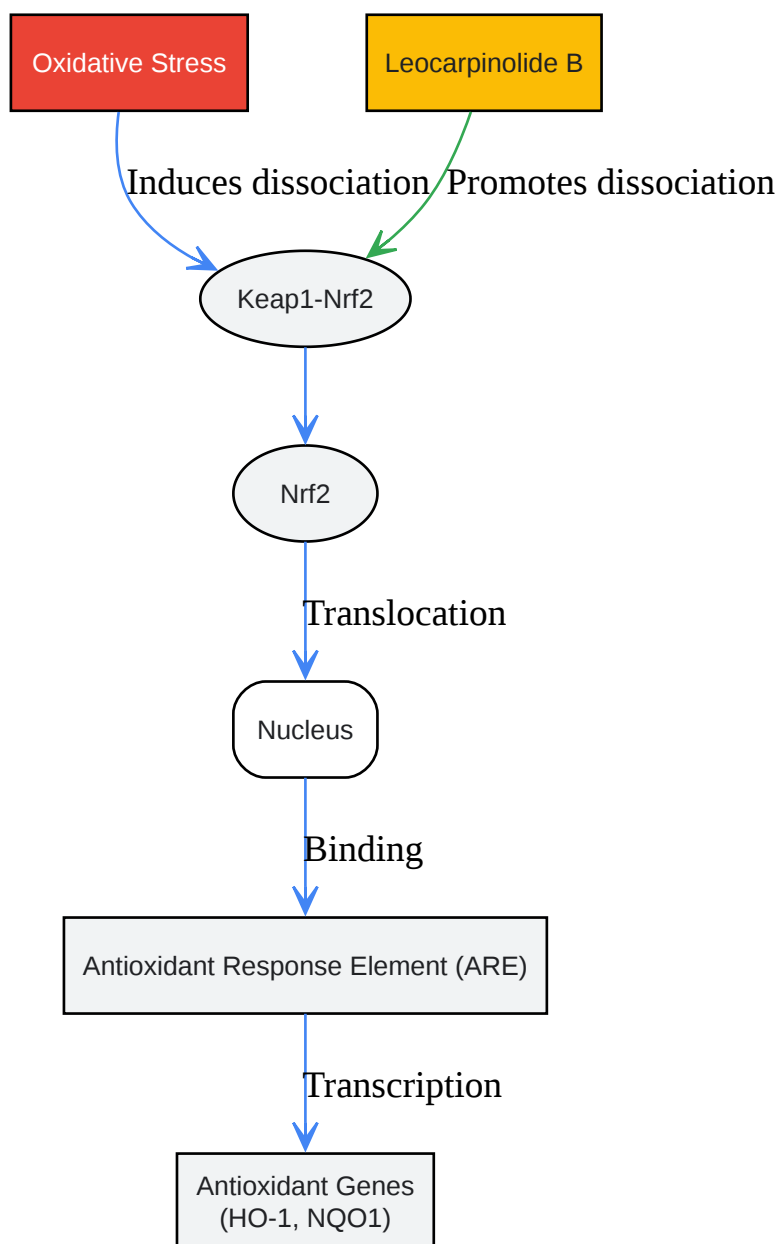 Oxidative Stress
Leocarpinolide B
Induces dissociation
Promotes dissociation
Keap1-Nrf2
Nrf2
Translocation
Nucleus
Binding
Antioxidant Response Element (ARE)
Transcription
Antioxidant Genes
(HO-1, NQO1)